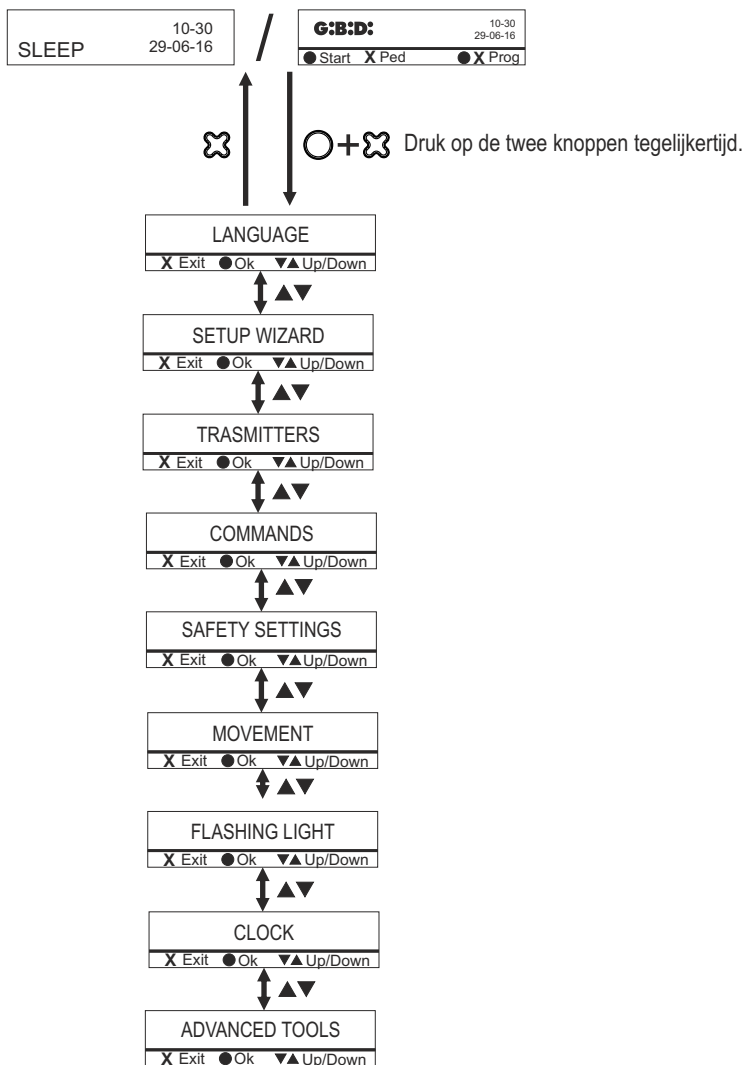 10-30
SLEEP 29-06-16
/
G:B:D: 10-30
29-06-16
● Start X Ped ● X Prog
+ Druk op de twee knoppen tegelijkertijd.
LANGUAGE
X Exit ● Ok ▼▲ Up/Down
▲▼
SETUP WIZARD
X Exit ● Ok ▼▲ Up/Down
▲▼
TRASMITTERS
X Exit ● Ok ▼▲ Up/Down
▲▼
COMMANDS
X Exit ● Ok ▼▲ Up/Down
▲▼
SAFETY SETTINGS
X Exit ● Ok ▼▲ Up/Down
▲▼
MOVEMENT
X Exit ● Ok ▼▲ Up/Down
▲▼
FLASHING LIGHT
X Exit ● Ok ▼▲ Up/Down
▲▼
CLOCK
X Exit ● Ok ▼▲ Up/Down
▲▼
ADVANCED TOOLS
X Exit ● Ok ▼▲ Up/Down